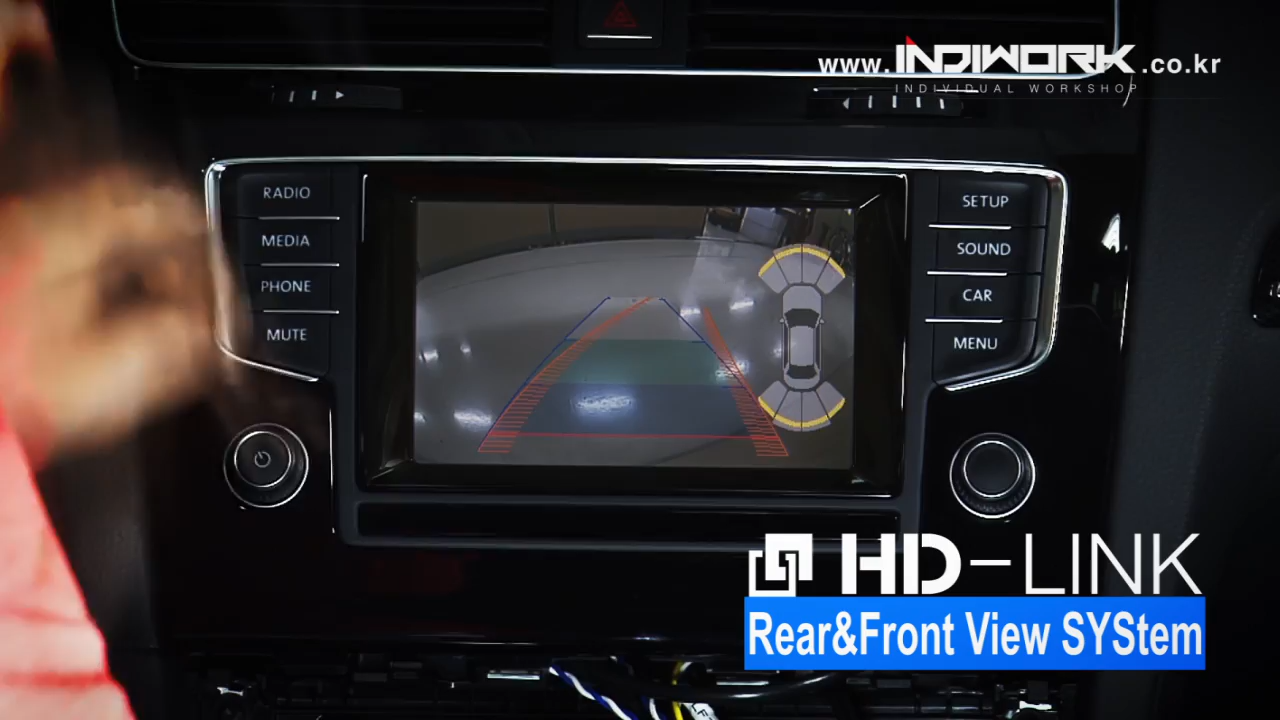 www.INDIWORK.co.kr
INDIVIDUAL WORKSHOP
RADIO
MEDIA
PHONE
MUTE
SETUP
SOUND
CAR
MENU
HD-LINK
Rear&Front View SYStem